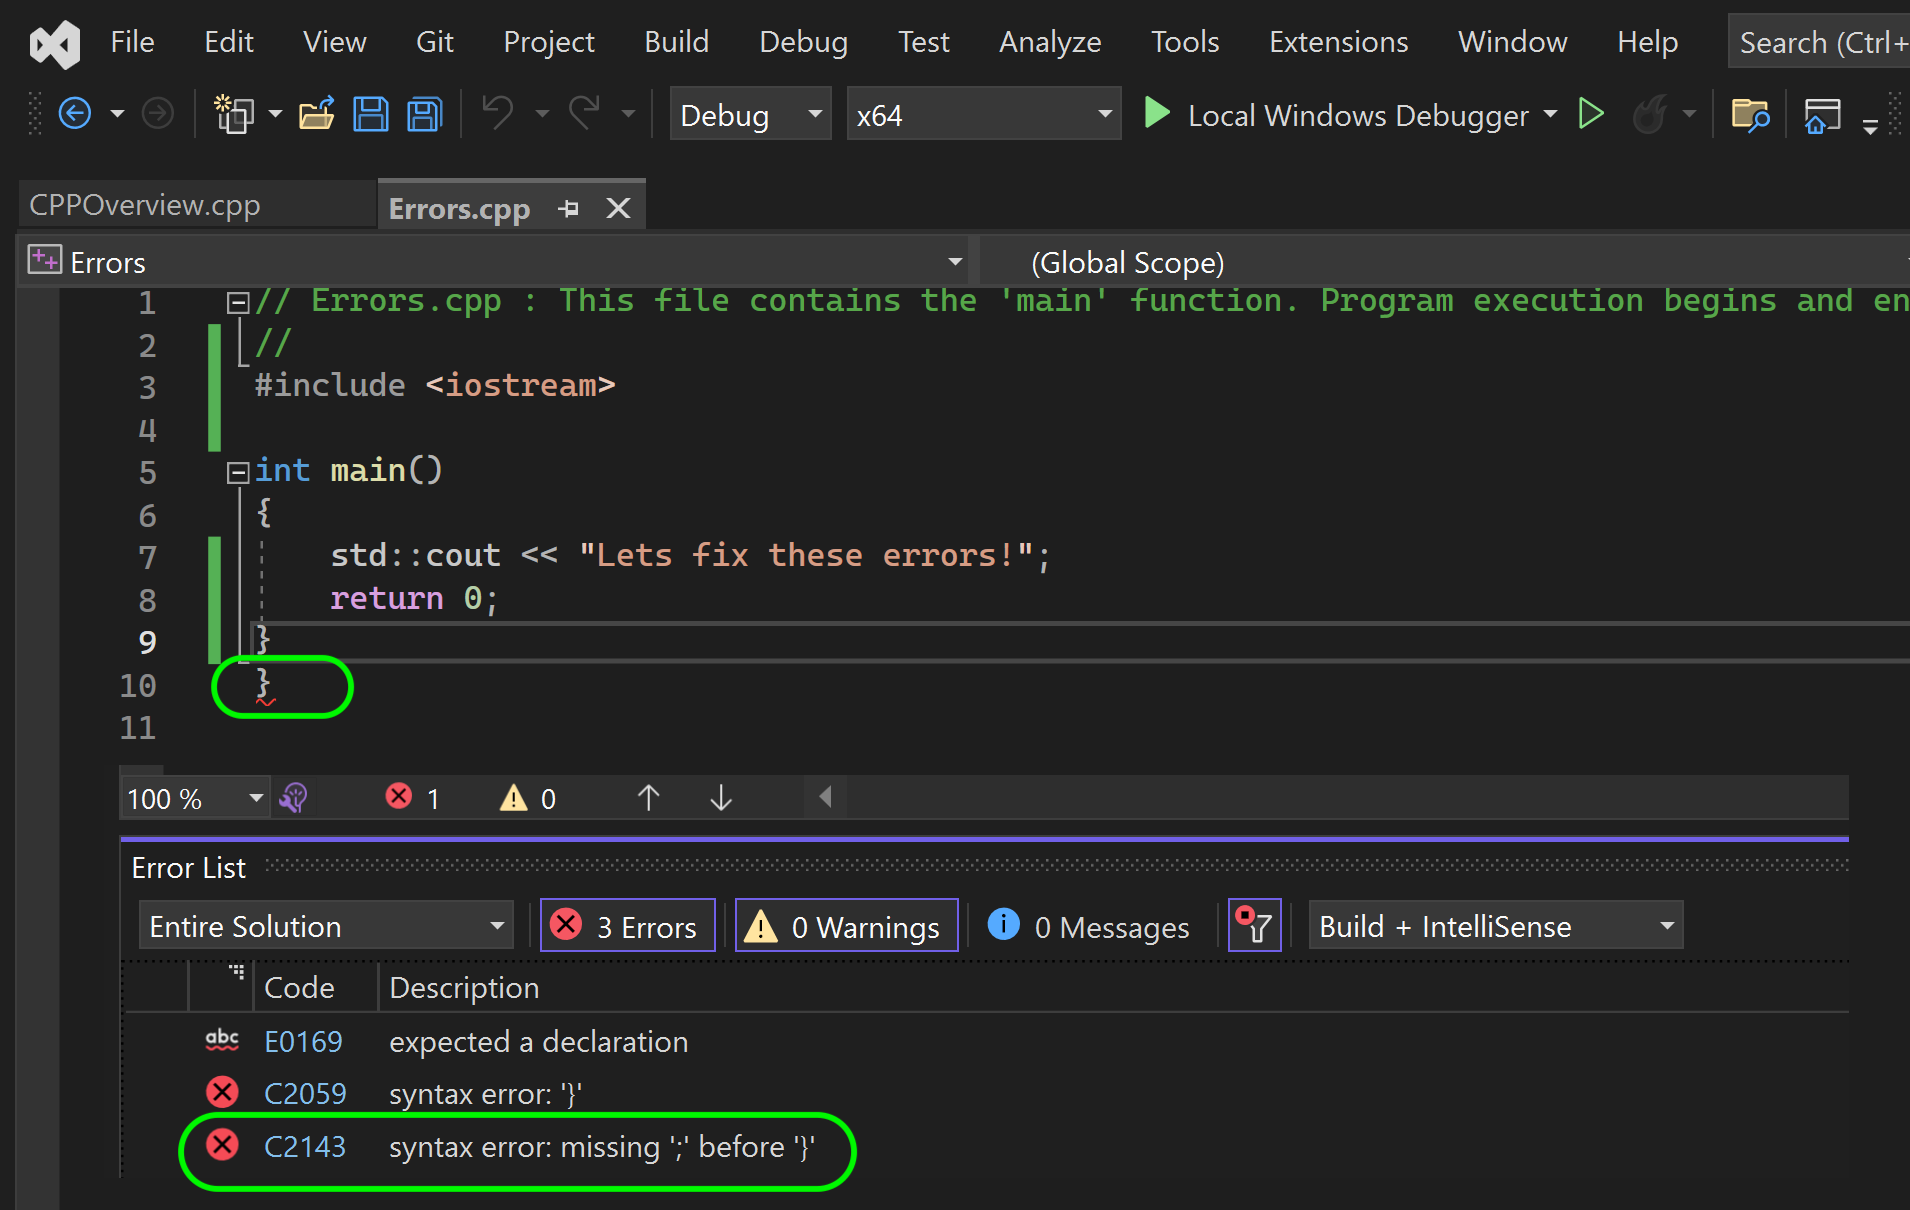 File Edit View Git Project Build Debug Test Analyze Tools Extensions Window Help Search (Ctrl+
Debug x64 Local Windows Debugger
CPPOverview.cpp Errors.cpp
Errors (Global Scope)
1 // Errors.cpp : This file contains the 'main' function. Program execution begins and en
2 //
3 #include <iostream>
4
5 int main()
6 {
7 std::cout << "Lets fix these errors!";
8 return 0;
9 }
10 }
11
100 % 1 0
Error List
Entire Solution 3 Errors 0 Warnings 0 Messages Build + IntelliSense
Code Description
abc E0169 expected a declaration
C2059 syntax error: '}'
C2143 syntax error: missing ';' before '}'